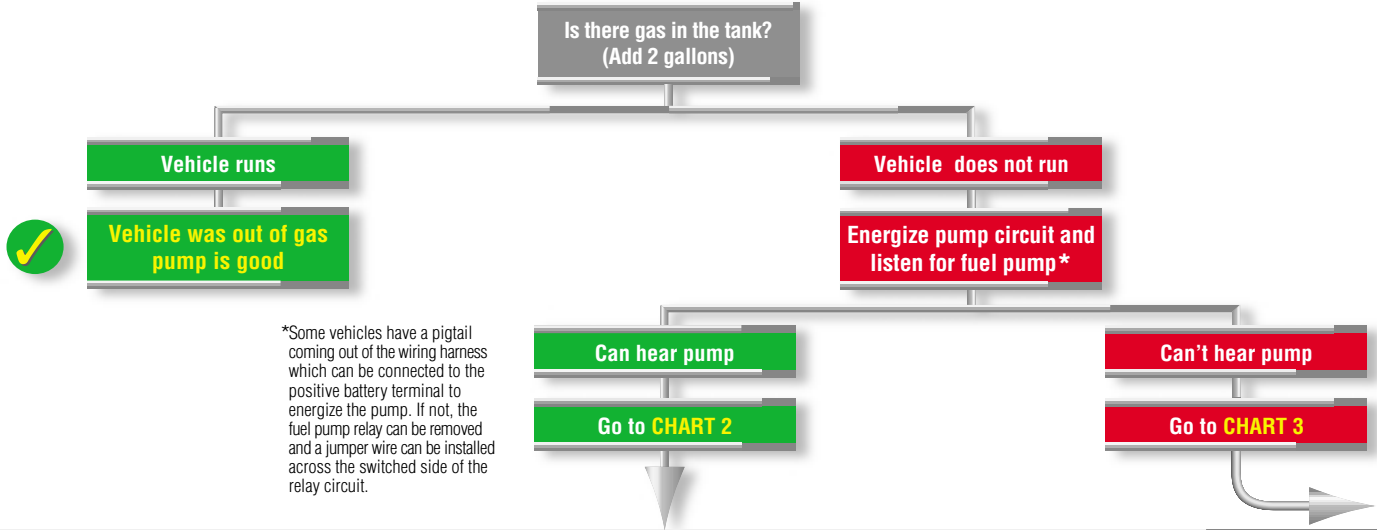 Is there gas in the tank?
(Add 2 gallons)
Vehicle runs
Vehicle does not run
Vehicle was out of gas
pump is good
Energize pump circuit and
listen for fuel pump*
*Some vehicles have a pigtail
coming out of the wiring harness
which can be connected to the
positive battery terminal to
energize the pump. If not, the
fuel pump relay can be removed
and a jumper wire can be installed
across the switched side of the
relay circuit.
Can hear pump
Can't hear pump
Go to CHART 2
Go to CHART 3